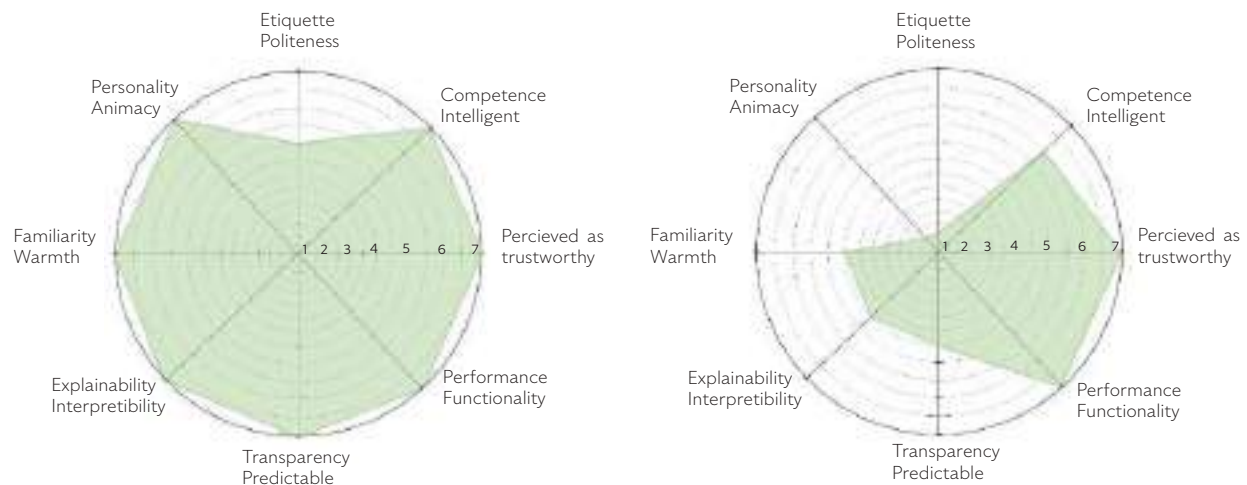 Etiquette
Politeness
Personality
Animacy
Competence
Intelligent
Familiarity
Warmth
1 2 3 4 5 6 7
Percieved as
trustworthy
Explainability
Interpretibility
Performance
Functionality
Transparency
Predictable
Etiquette
Politeness
Personality
Animacy
Competence
Intelligent
Familiarity
Warmth
1 2 3 4 5 6 7
Percieved as
trustworthy
Explainability
Interpretibility
Performance
Functionality
Transparency
Predictable